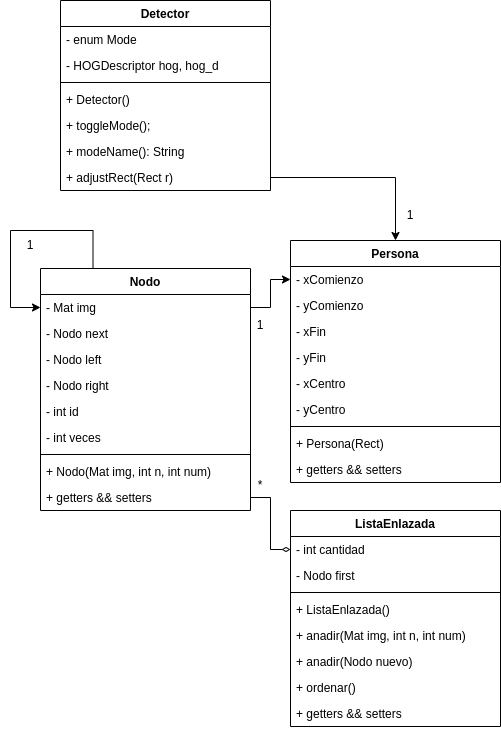 Detector
- enum Mode
- HOGDescriptor hog, hog_d
+ Detector()
+ toggleMode();
+ modeName(): String
+ adjustRect(Rect r)
1
1
Nodo
- Mat img
- Nodo next
- Nodo left
- Nodo right
- int id
- int veces
+ Nodo(Mat img, int n, int num)
+ getters && setters
1
*
Persona
- xComienzo
- yComienzo
- xFin
- yFin
- xCentro
- yCentro
+ Persona(Rect)
+ getters && setters
ListaEnlazada
- int cantidad
- Nodo first
+ ListaEnlazada()
+ anadir(Mat img, int n, int num)
+ anadir(Nodo nuevo)
+ ordenar()
+ getters && setters